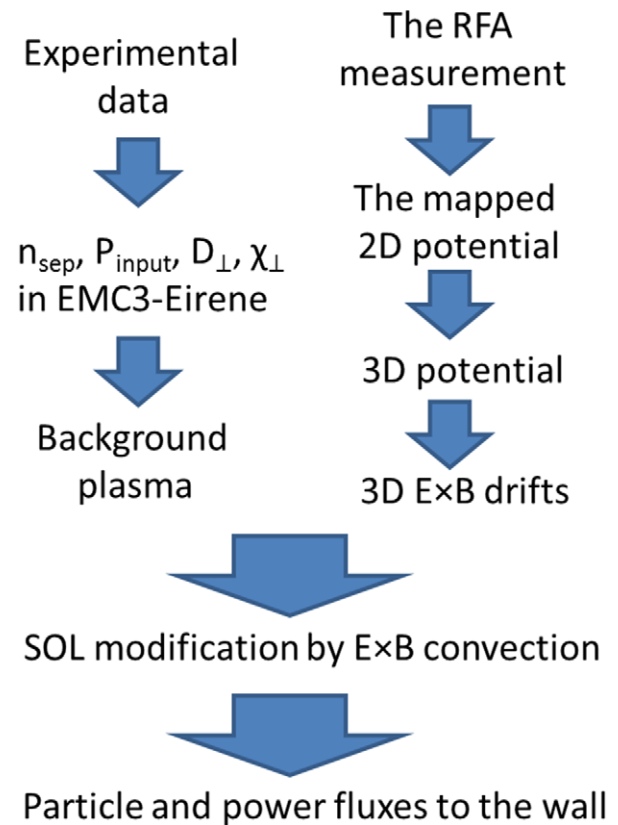 Experimental
data
n_sep, P_input, D_⊥, χ_⊥
in EMC3-Eirene
Background
plasma
The RFA
measurement
The mapped
2D potential
3D potential
3D E×B drifts
SOL modification by E×B convection
Particle and power fluxes to the wall